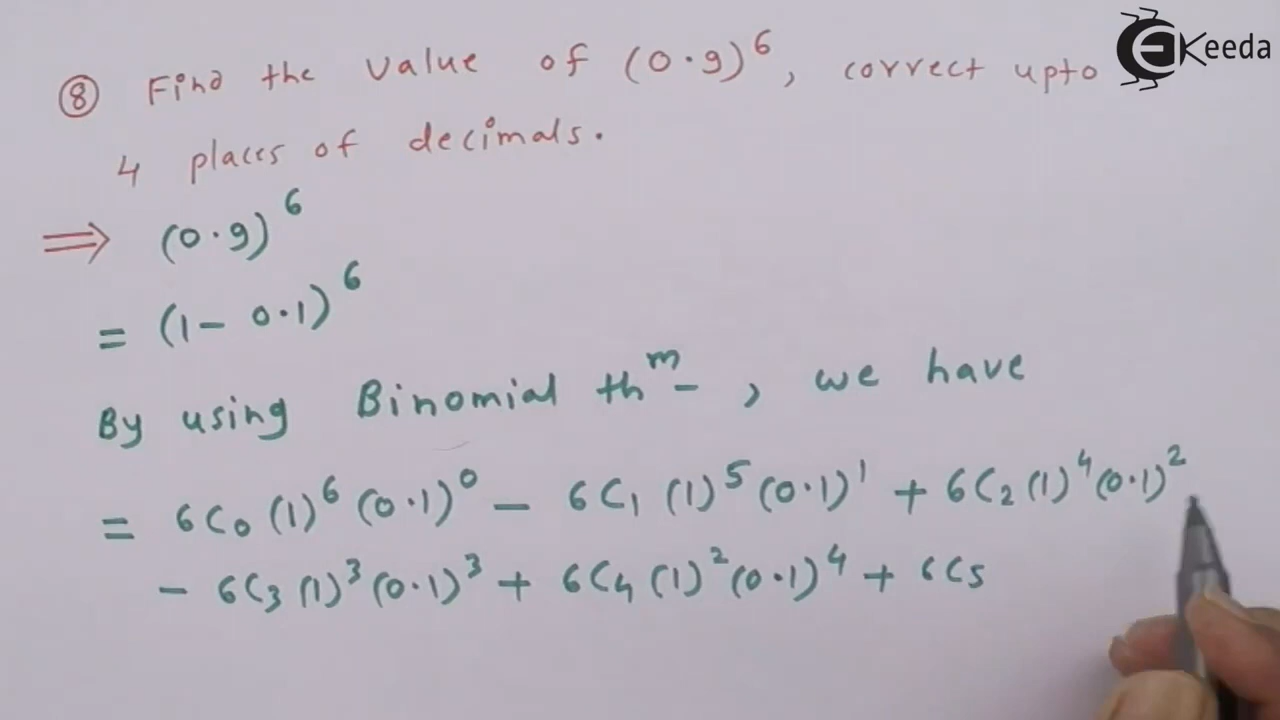 ⑧ Find the value of (0.9)⁶, correct upto
4 places of decimals.
⇒ (0.9)⁶
= (1 - 0.1)⁶
By using Binomial thᵐ-, we have
= 6C₀ (1)⁶ (0.1)⁰ - 6C₁ (1)⁵ (0.1)¹ + 6C₂ (1)⁴ (0.1)²
- 6C₃ (1)³ (0.1)³ + 6C₄ (1)² (0.1)⁴ + 6C₅
EKeeda